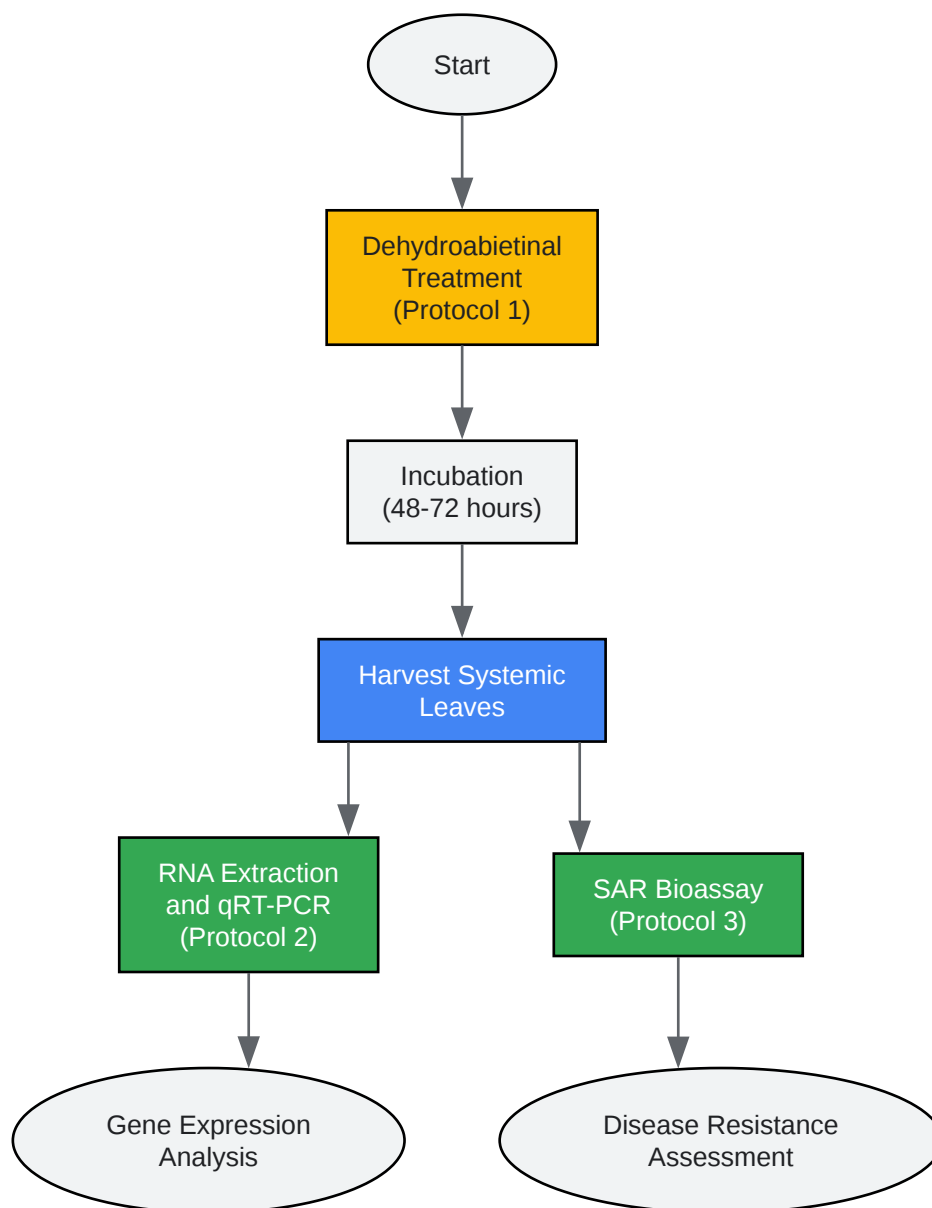 Start
Dehydroabietinal
Treatment
(Protocol 1)
Incubation
(48-72 hours)
Harvest Systemic
Leaves
RNA Extraction
and qRT-PCR
(Protocol 2)
SAR Bioassay
(Protocol 3)
Gene Expression
Analysis
Disease Resistance
Assessment